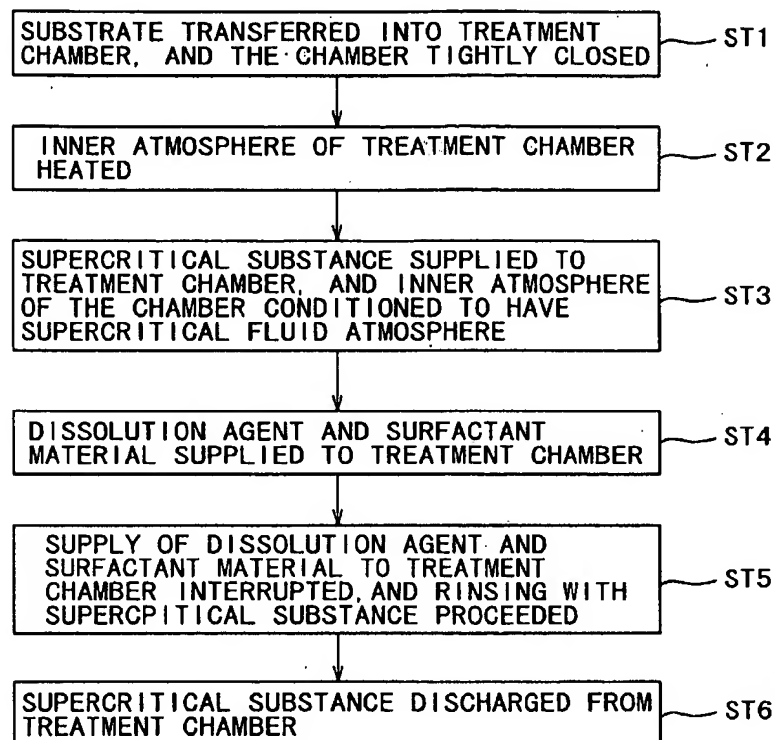 SUBSTRATE TRANSFERRED INTO TREATMENT
CHAMBER, AND THE CHAMBER TIGHTLY CLOSED
ST1
INNER ATMOSPHERE OF TREATMENT CHAMBER
HEATED
ST2
SUPERCRITICAL SUBSTANCE SUPPLIED TO
TREATMENT CHAMBER, AND INNER ATMOSPHERE
OF THE CHAMBER CONDITIONED TO HAVE
SUPERCRITICAL FLUID ATMOSPHERE
ST3
DISSOLUTION AGENT AND SURFACTANT
MATERIAL SUPPLIED TO TREATMENT CHAMBER
ST4
SUPPLY OF DISSOLUTION AGENT AND
SURFACTANT MATERIAL TO TREATMENT
CHAMBER INTERRUPTED, AND RINSING WITH
SUPERCPITICAL SUBSTANCE PROCEEDED
ST5
SUPERCRITICAL SUBSTANCE DISCHARGED FROM
TREATMENT CHAMBER
ST6